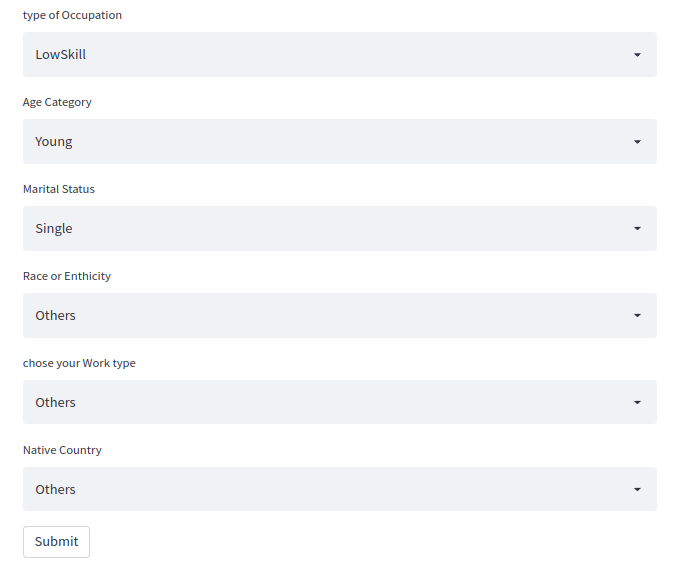 type of Occupation
LowSkill
Age Category
Young
Marital Status
Single
Race or Enthicity
Others
chose your Work type
Others
Native Country
Others
Submit